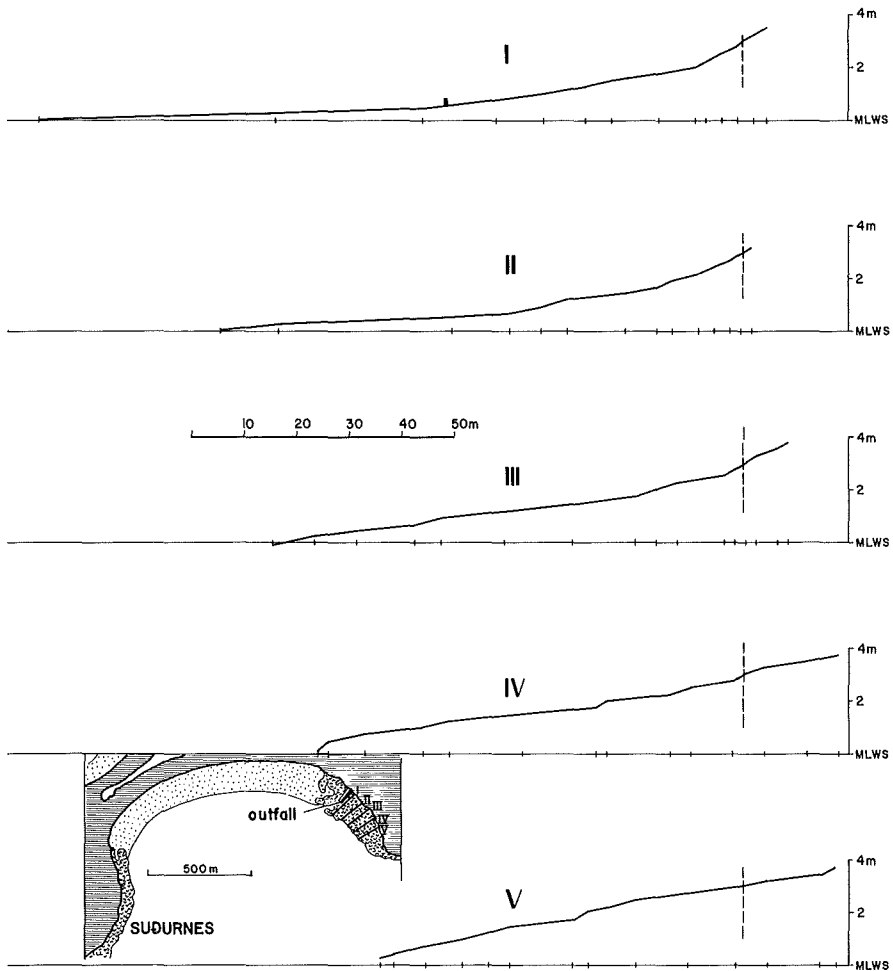 4m
I
2
MLWS
4m
II
2
MLWS
10 20 30 40 50m
4m
III
2
MLWS
4m
IV
2
MLWS
I
II
III
IV
V
outfall
500m
SUDURNES
4m
V
2
MLWS